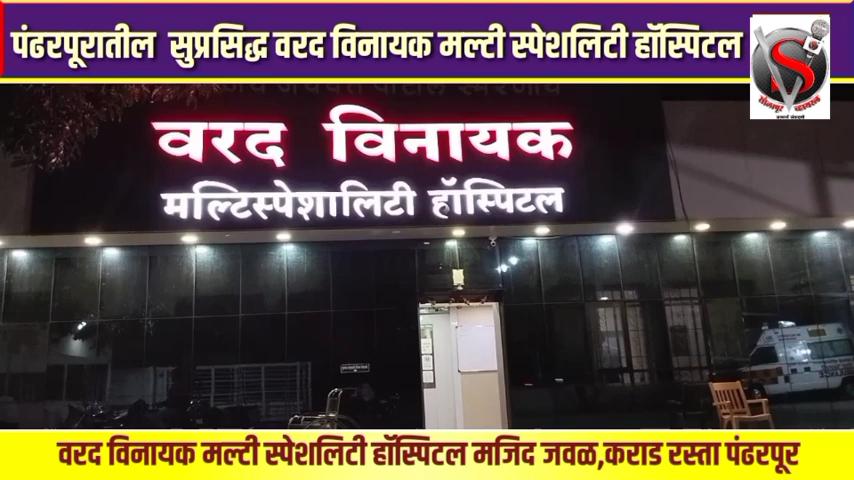 पंढरपूरातील सुप्रसिद्ध वरद विनायक मल्टी स्पेशलिटी हॉस्पिटल
सोलापूर व्हायरल
वरद विनायक
मल्टिस्पेशालिटी हॉस्पिटल
वरद विनायक मल्टी स्पेशलिटी हॉस्पिटल मजिद जवळ,कराड रस्ता पंढरपूर